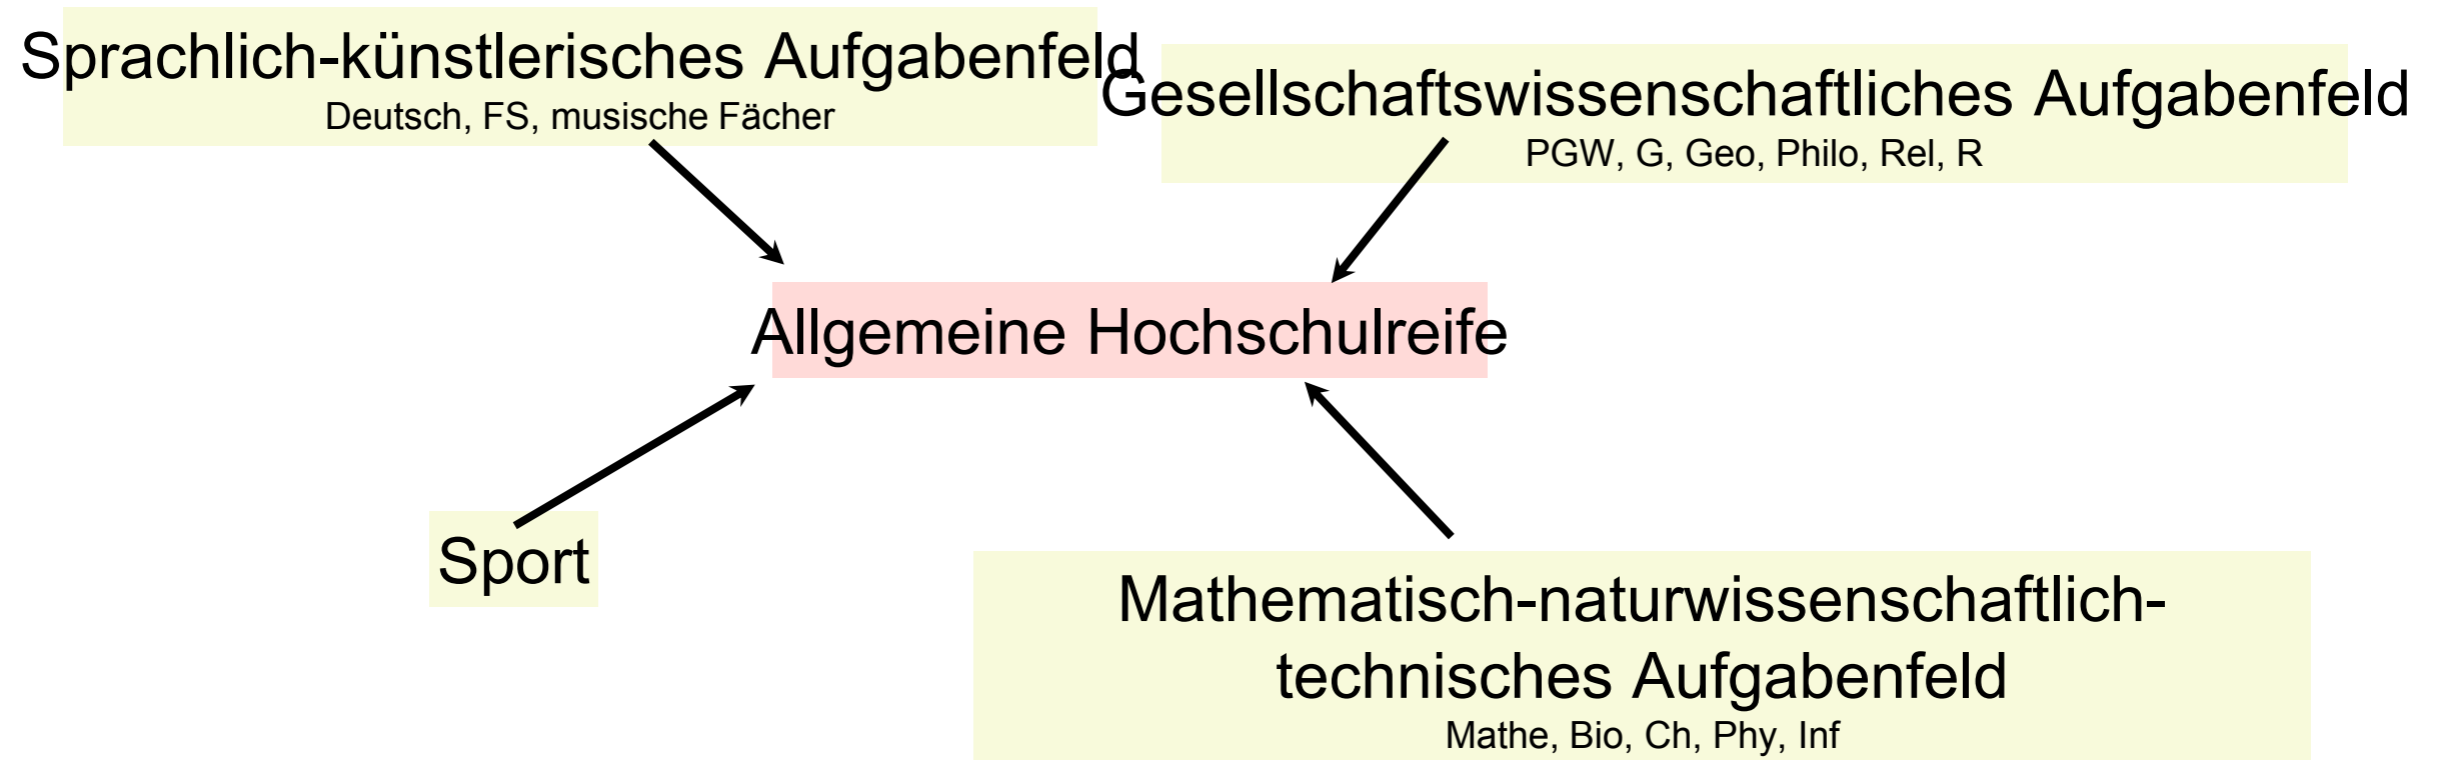 Sprachlich-künstlerisches Aufgabenfeld
Deutsch, FS, musische Fächer
Gesellschaftswissenschaftliches Aufgabenfeld
PGW, G, Geo, Philo, Rel, R
Allgemeine Hochschulreife
Sport
Mathematisch-naturwissenschaftlich-
technisches Aufgabenfeld
Mathe, Bio, Ch, Phy, Inf